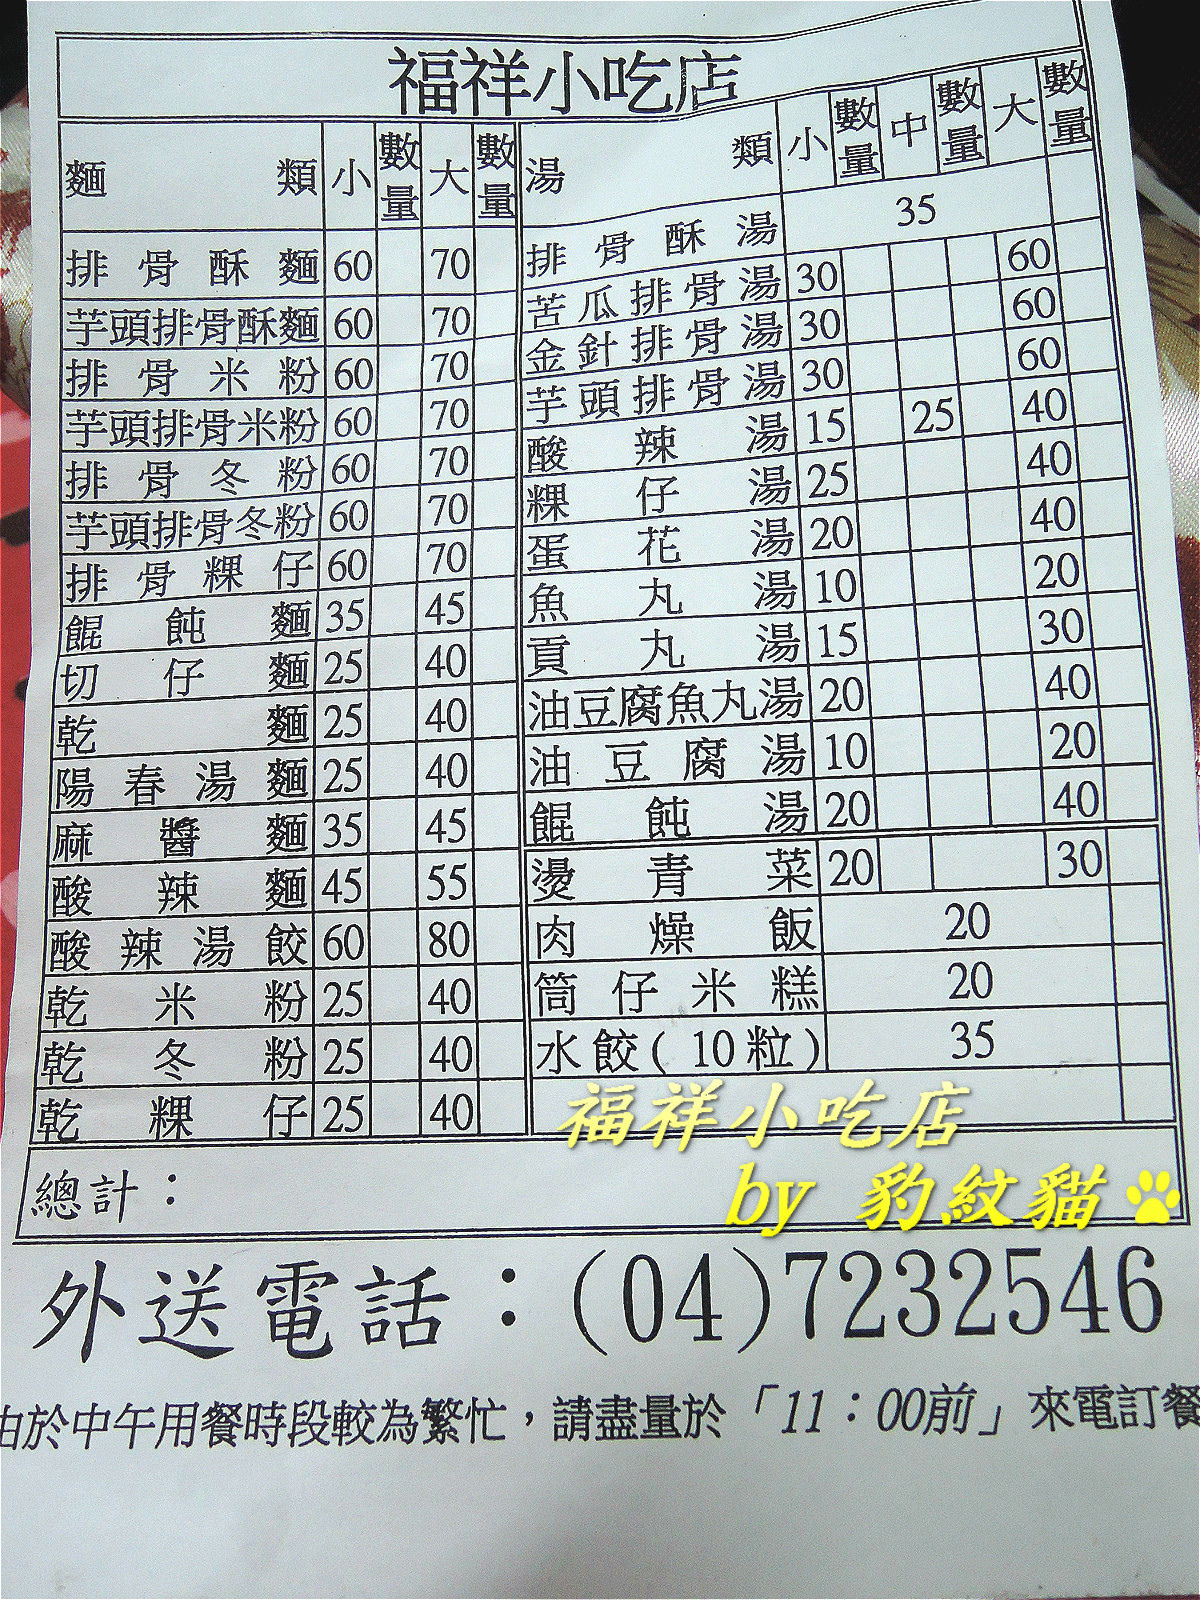 福祥小吃店
麵類 小 數量 大 數量
排骨酥麵 60 70
芋頭排骨酥麵 60 70
排骨米粉 60 70
芋頭排骨米粉 60 70
排骨冬粉 60 70
芋頭排骨冬粉 60 70
排骨粿仔 60 70
餛飩麵 35 45
切仔麵 25 40
乾麵 25 40
陽春湯麵 25 40
麻醬麵 35 45
酸辣麵 45 55
酸辣湯餃 60 80
乾米粉 25 40
乾冬粉 25 40
乾粿仔 25 40
湯類 小 數量 中 數量 大 數量
排骨酥湯 35
苦瓜排骨湯 30 60
金針排骨湯 30 60
芋頭排骨湯 30 60
酸辣湯 15 25 40
粿仔湯 25 40
蛋花湯 20 40
魚丸湯 10 20
貢丸湯 15 30
油豆腐魚丸湯 20 40
油豆腐湯 10 20
餛飩湯 20 40
燙青菜 20 30
肉燥飯 20
筒仔米糕 20
水餃(10粒) 35
總計：
福祥小吃店
by 豹紋貓
外送電話：(04)7232546
由於中午用餐時段較為繁忙，請盡量於「11：00前」來電訂餐